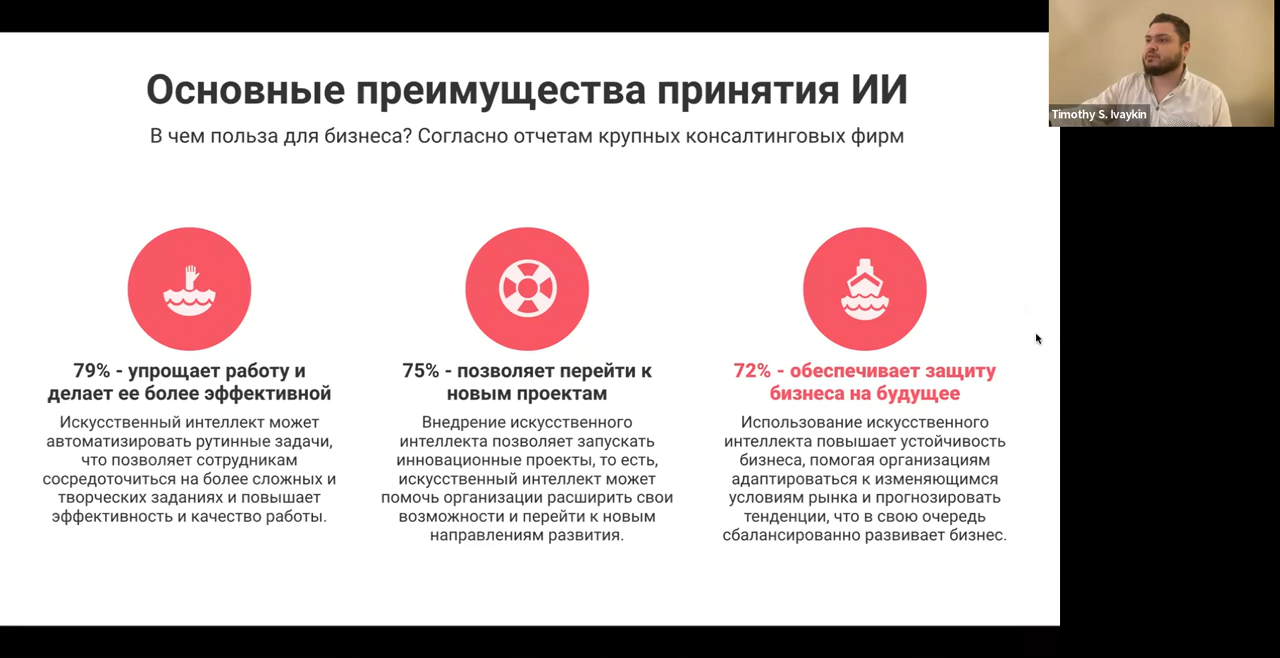 Основные преимущества принятия ИИ
В чем польза для бизнеса? Согласно отчетам крупных консалтинговых фирм
Timothy S. Ivaykin
79% - упрощает работу и
делает ее более эффективной
Искусственный интеллект может
автоматизировать рутинные задачи,
что позволяет сотрудникам
сосредоточиться на более сложных и
творческих заданиях и повышает
эффективность и качество работы.
75% - позволяет перейти к
новым проектам
Внедрение искусственного
интеллекта позволяет запускать
инновационные проекты, то есть,
искусственный интеллект может
помочь организации расширить свои
возможности и перейти к новым
направлениям развития.
72% - обеспечивает защиту
бизнеса на будущее
Использование искусственного
интеллекта повышает устойчивость
бизнеса, помогая организациям
адаптироваться к изменяющимся
условиям рынка и прогнозировать
тенденции, что в свою очередь
сбалансированно развивает бизнес.